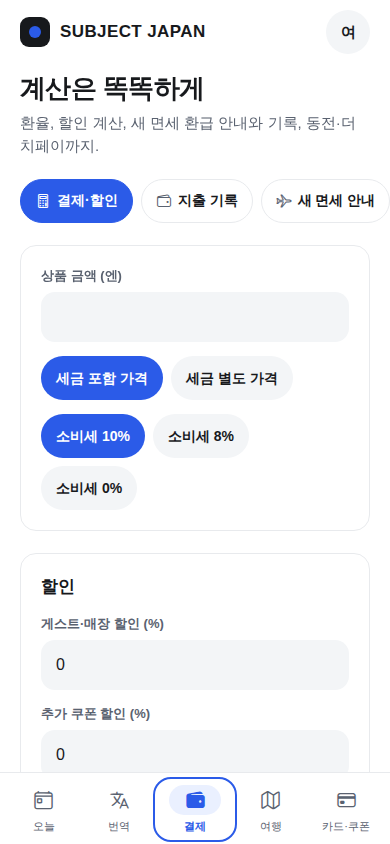 SUBJECT JAPAN
여
계산은 똑똑하게
환율, 할인 계산, 새 면세 환급 안내와 기록, 동전·더
치페이까지.
결제·할인
지출 기록
새 면세 안내
상품 금액 (엔)
세금 포함 가격
세금 별도 가격
소비세 10%
소비세 8%
소비세 0%
할인
게스트·매장 할인 (%)
0
추가 쿠폰 할인 (%)
0
오늘
번역
결제
여행
카드·쿠폰